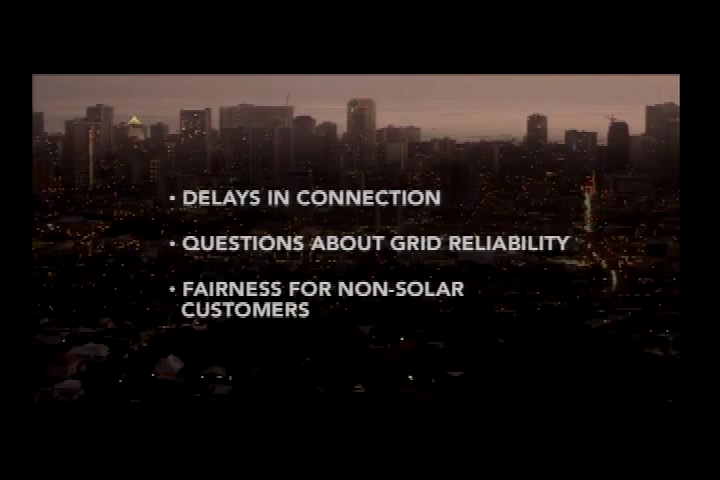 • DELAYS IN CONNECTION
• QUESTIONS ABOUT GRID RELIABILITY
• FAIRNESS FOR NON-SOLAR
CUSTOMERS